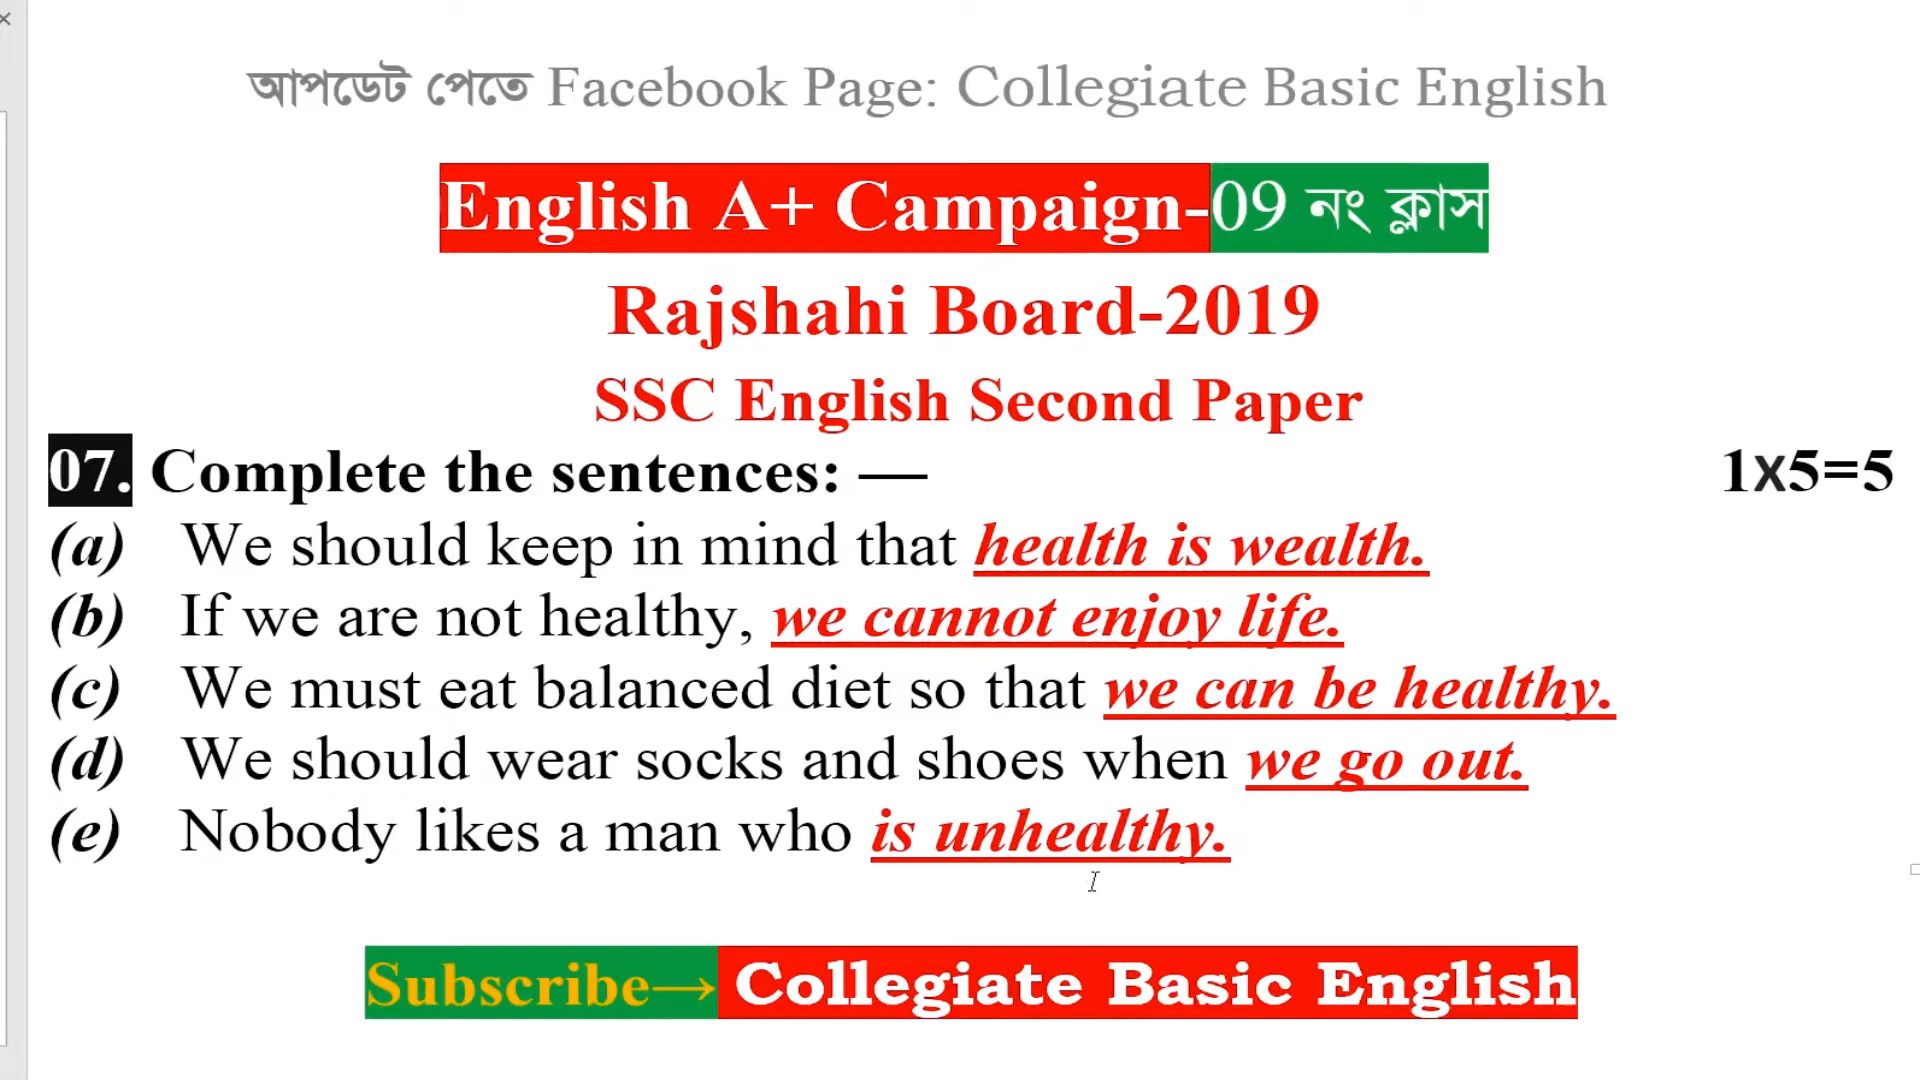 আপডেট পেতে Facebook Page: Collegiate Basic English
English A+ Campaign-09 নং ক্লাস
Rajshahi Board-2019
SSC English Second Paper
07. Complete the sentences: — 1x5=5
(a) We should keep in mind that health is wealth.
(b) If we are not healthy, we cannot enjoy life.
(c) We must eat balanced diet so that we can be healthy.
(d) We should wear socks and shoes when we go out.
(e) Nobody likes a man who is unhealthy.
Subscribe→ Collegiate Basic English